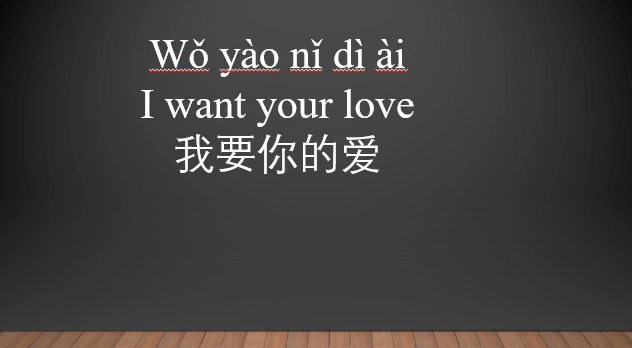 Wǒ yào nǐ dì ài
I want your love
我要你的爱